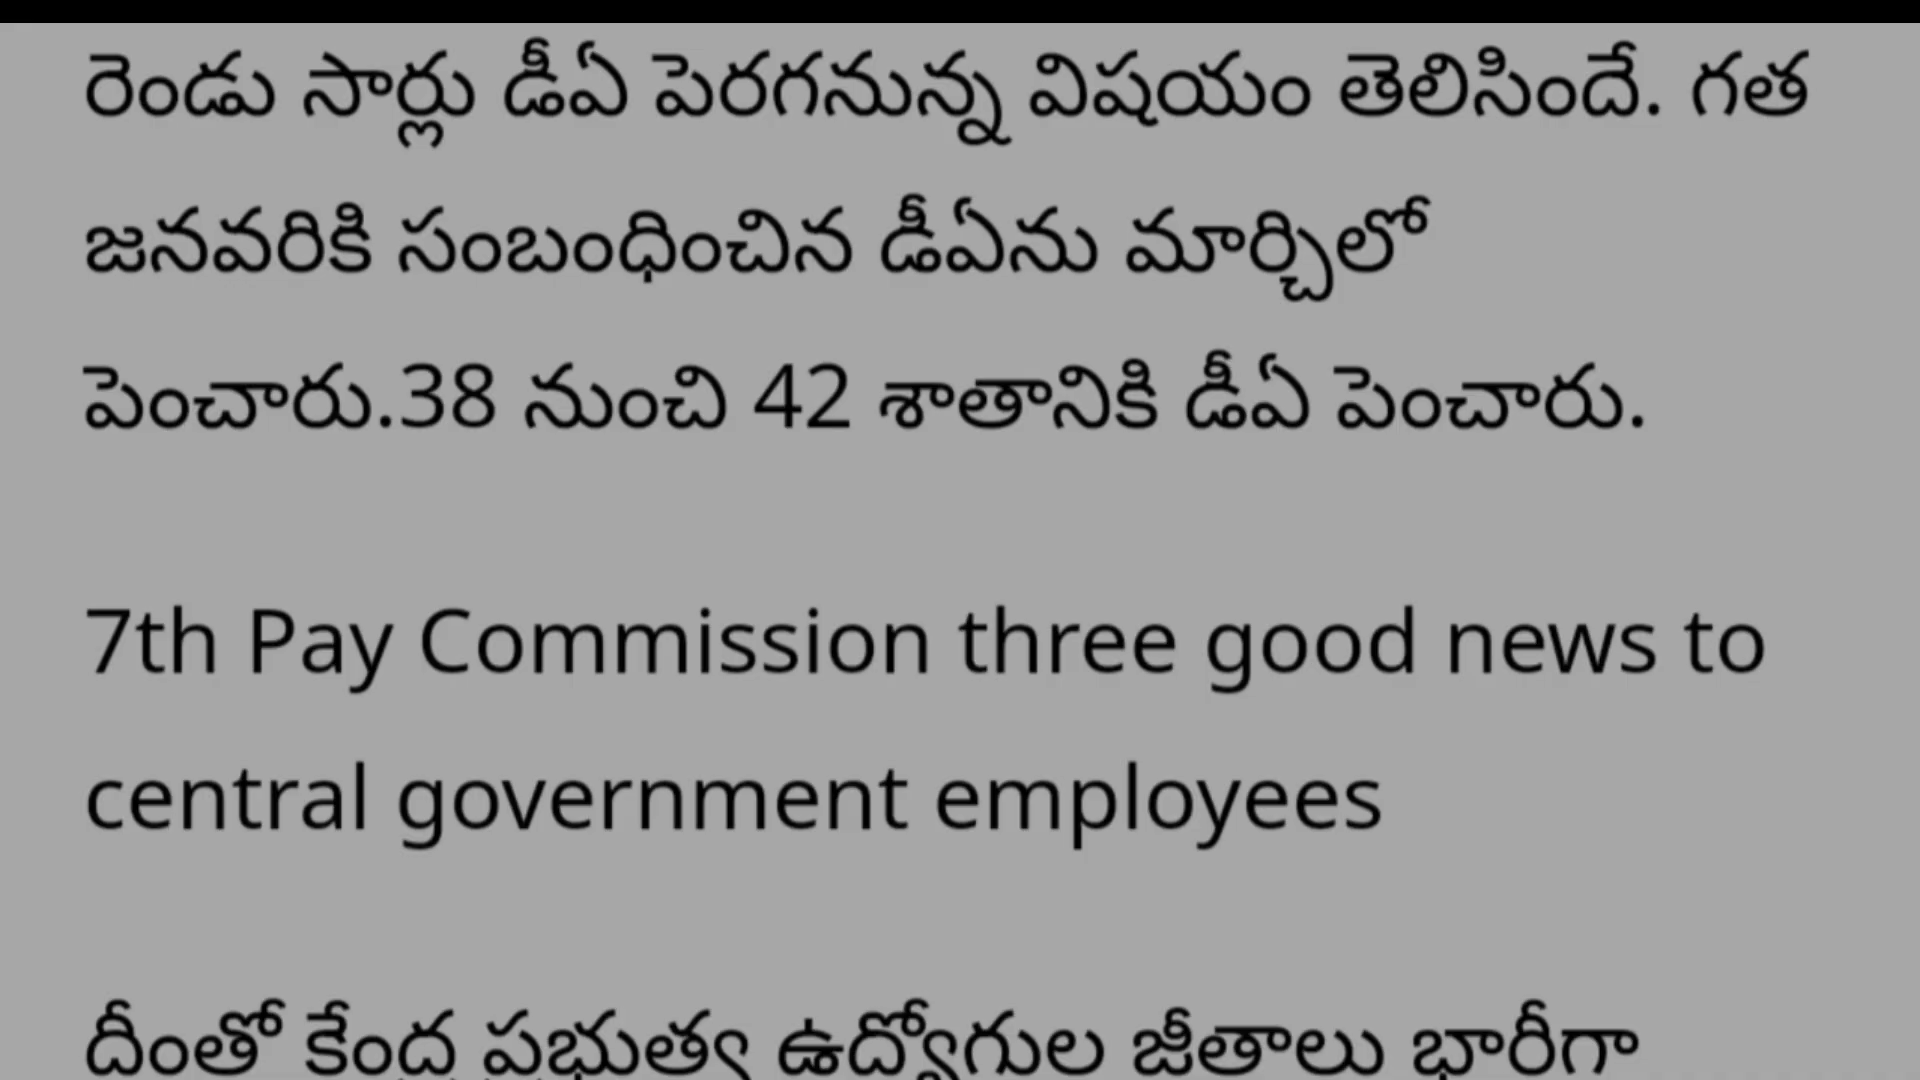 రెండు సార్లు డీఏ పెరగనున్న విషయం తెలిసిందే. గత
జనవరికి సంబంధించిన డీఏను మార్చిలో
పెంచారు.38 నుంచి 42 శాతానికి డీఏ పెంచారు.
7th Pay Commission three good news to
central government employees
దీంతో కేంద్ర ప్రభుత్వ ఉద్యోగుల జీతాలు భారీగా